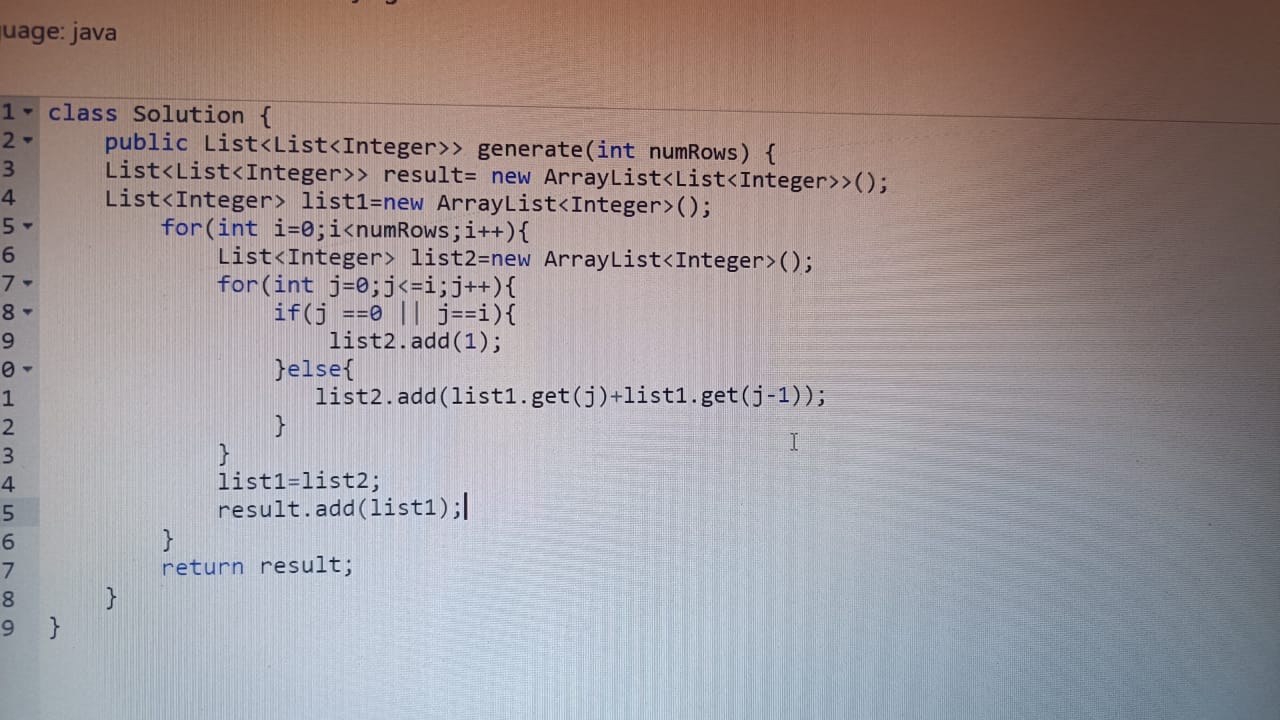 uage: java
1 class Solution {
2 public List<List<Integer>> generate(int numRows) {
3 List<List<Integer>> result= new ArrayList<List<Integer>>();
4 List<Integer> list1=new ArrayList<Integer>();
5 for(int i=0;i<numRows;i++){
6 List<Integer> list2=new ArrayList<Integer>();
7 for(int j=0;j<=i;j++){
8 if(j ==0 || j==i){
9 list2.add(1);
0 }else{
1 list2.add(list1.get(j)+list1.get(j-1));
2 }
3 }
4 list1=list2;
5 result.add(list1);
6 }
7 return result;
8 }
9 }